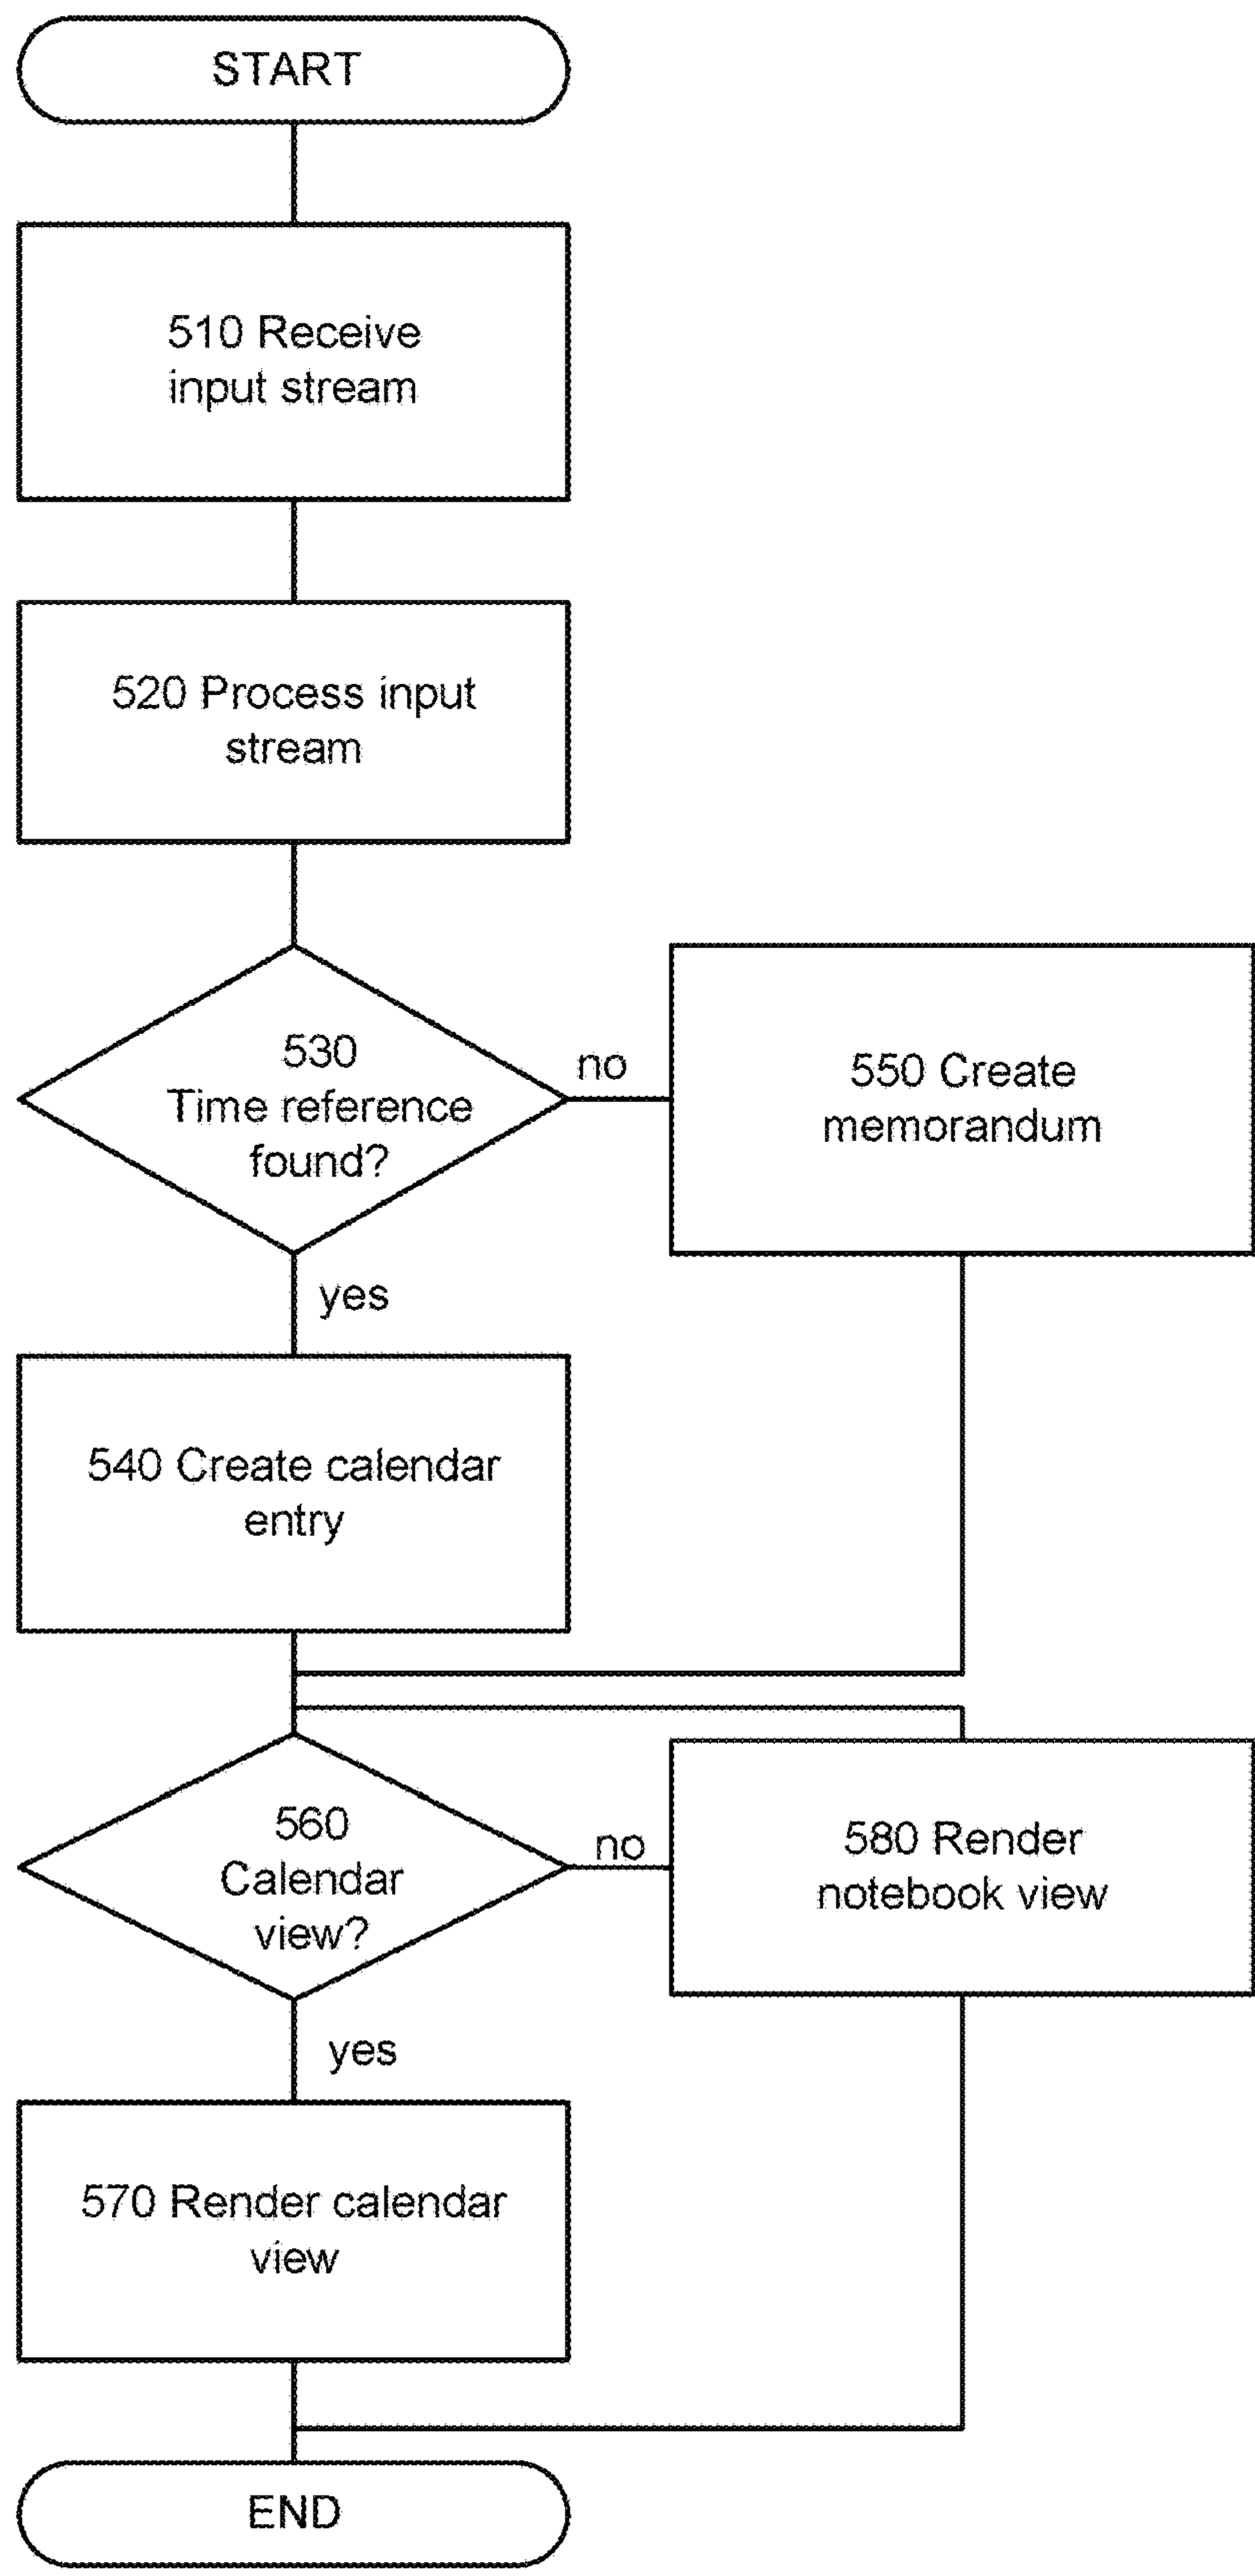 START
510 Receive
input stream
520 Process input
stream
530
Time reference
found?
no
550 Create
memorandum
yes
540 Create calendar
entry
560
Calendar
view?
no
580 Render
notebook view
yes
570 Render calendar
view
END